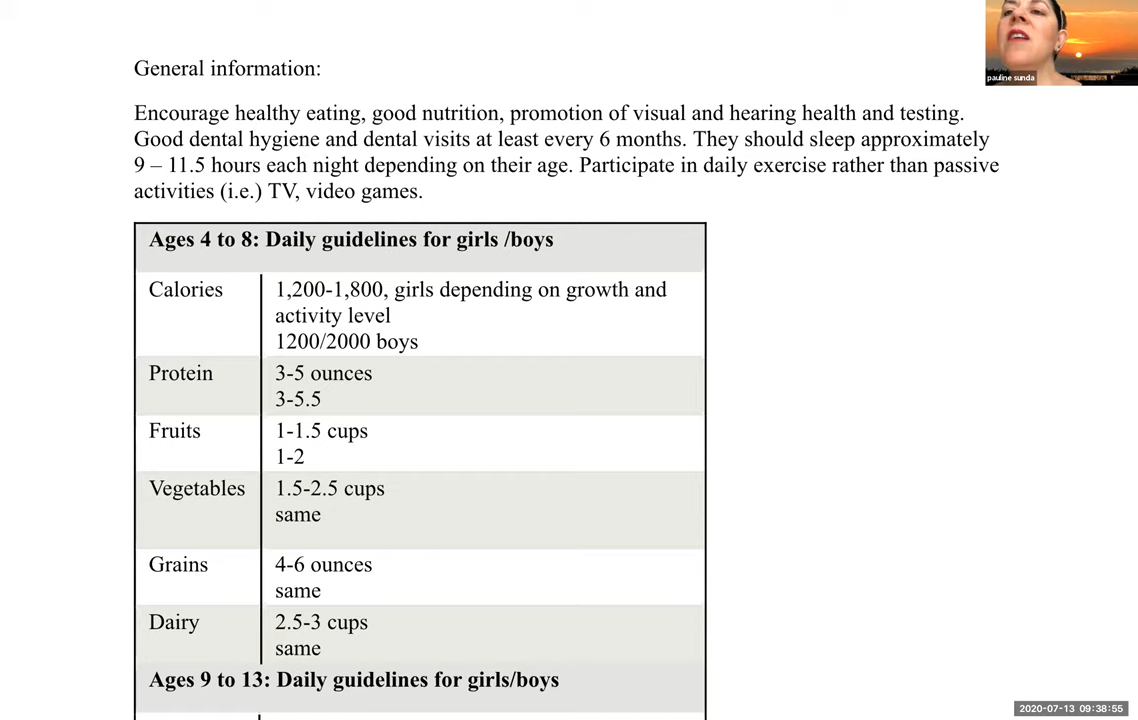 General information:
pauline sunda
Encourage healthy eating, good nutrition, promotion of visual and hearing health and testing.
Good dental hygiene and dental visits at least every 6 months. They should sleep approximately
9 – 11.5 hours each night depending on their age. Participate in daily exercise rather than passive
activities (i.e.) TV, video games.
Ages 4 to 8: Daily guidelines for girls /boys
Calories
1,200-1,800, girls depending on growth and
activity level
1200/2000 boys
Protein
3-5 ounces
3-5.5
Fruits
1-1.5 cups
1-2
Vegetables
1.5-2.5 cups
same
Grains
4-6 ounces
same
Dairy
2.5-3 cups
same
Ages 9 to 13: Daily guidelines for girls/boys
2020-07-13 09:38:55